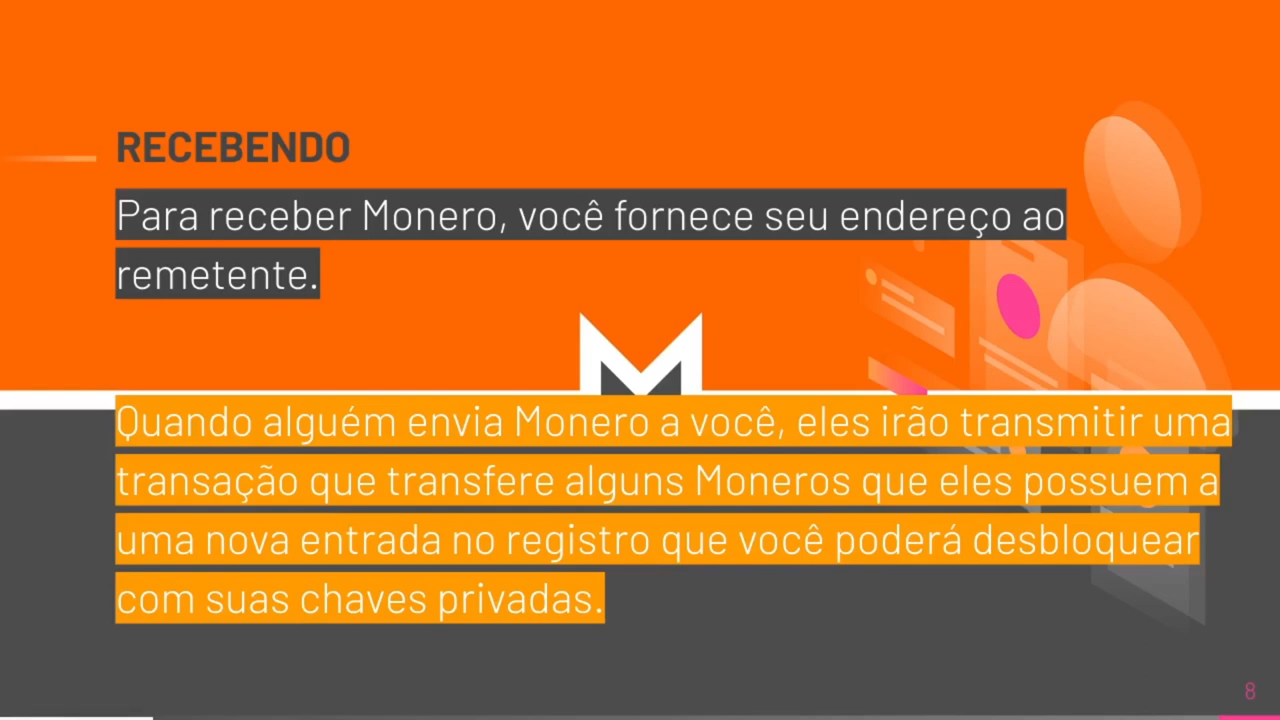 RECEBENDO
Para receber Monero, você fornece seu endereço ao
remetente.
Quando alguém envia Monero a você, eles irão transmitir uma
transação que transfere alguns Moneros que eles possuem a
uma nova entrada no registro que você poderá desbloquear
com suas chaves privadas.
8